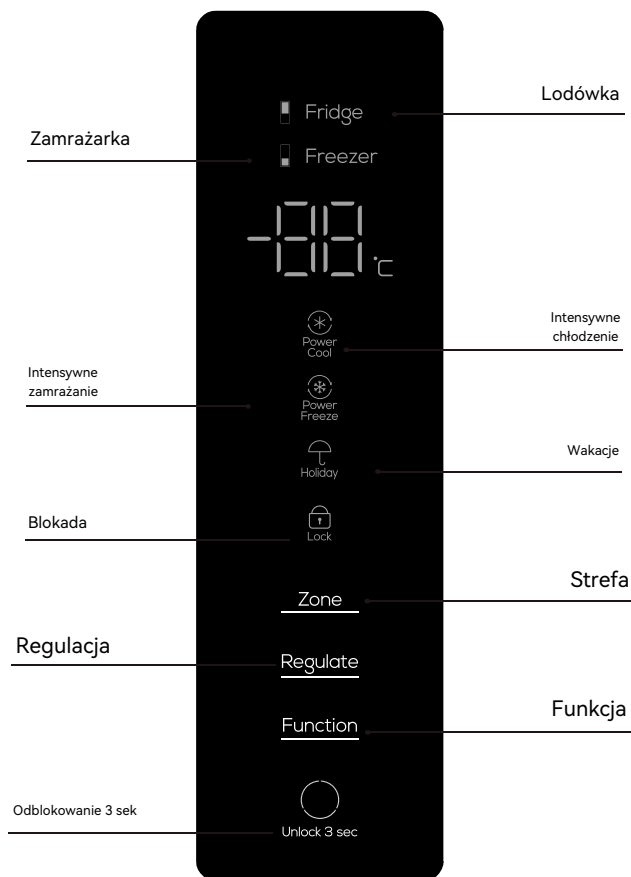 Fridge
Lodówka
Zamrażarka
Freezer
-88 °C
Power
Cool
Intensywne
chłodzenie
Intensywne
zamrażanie
Power
Freeze
Holiday
Wakacje
Blokada
Lock
Zone
Strefa
Regulacja
Regulate
Function
Funkcja
Odblokowanie 3 sek
Unlock 3 sec